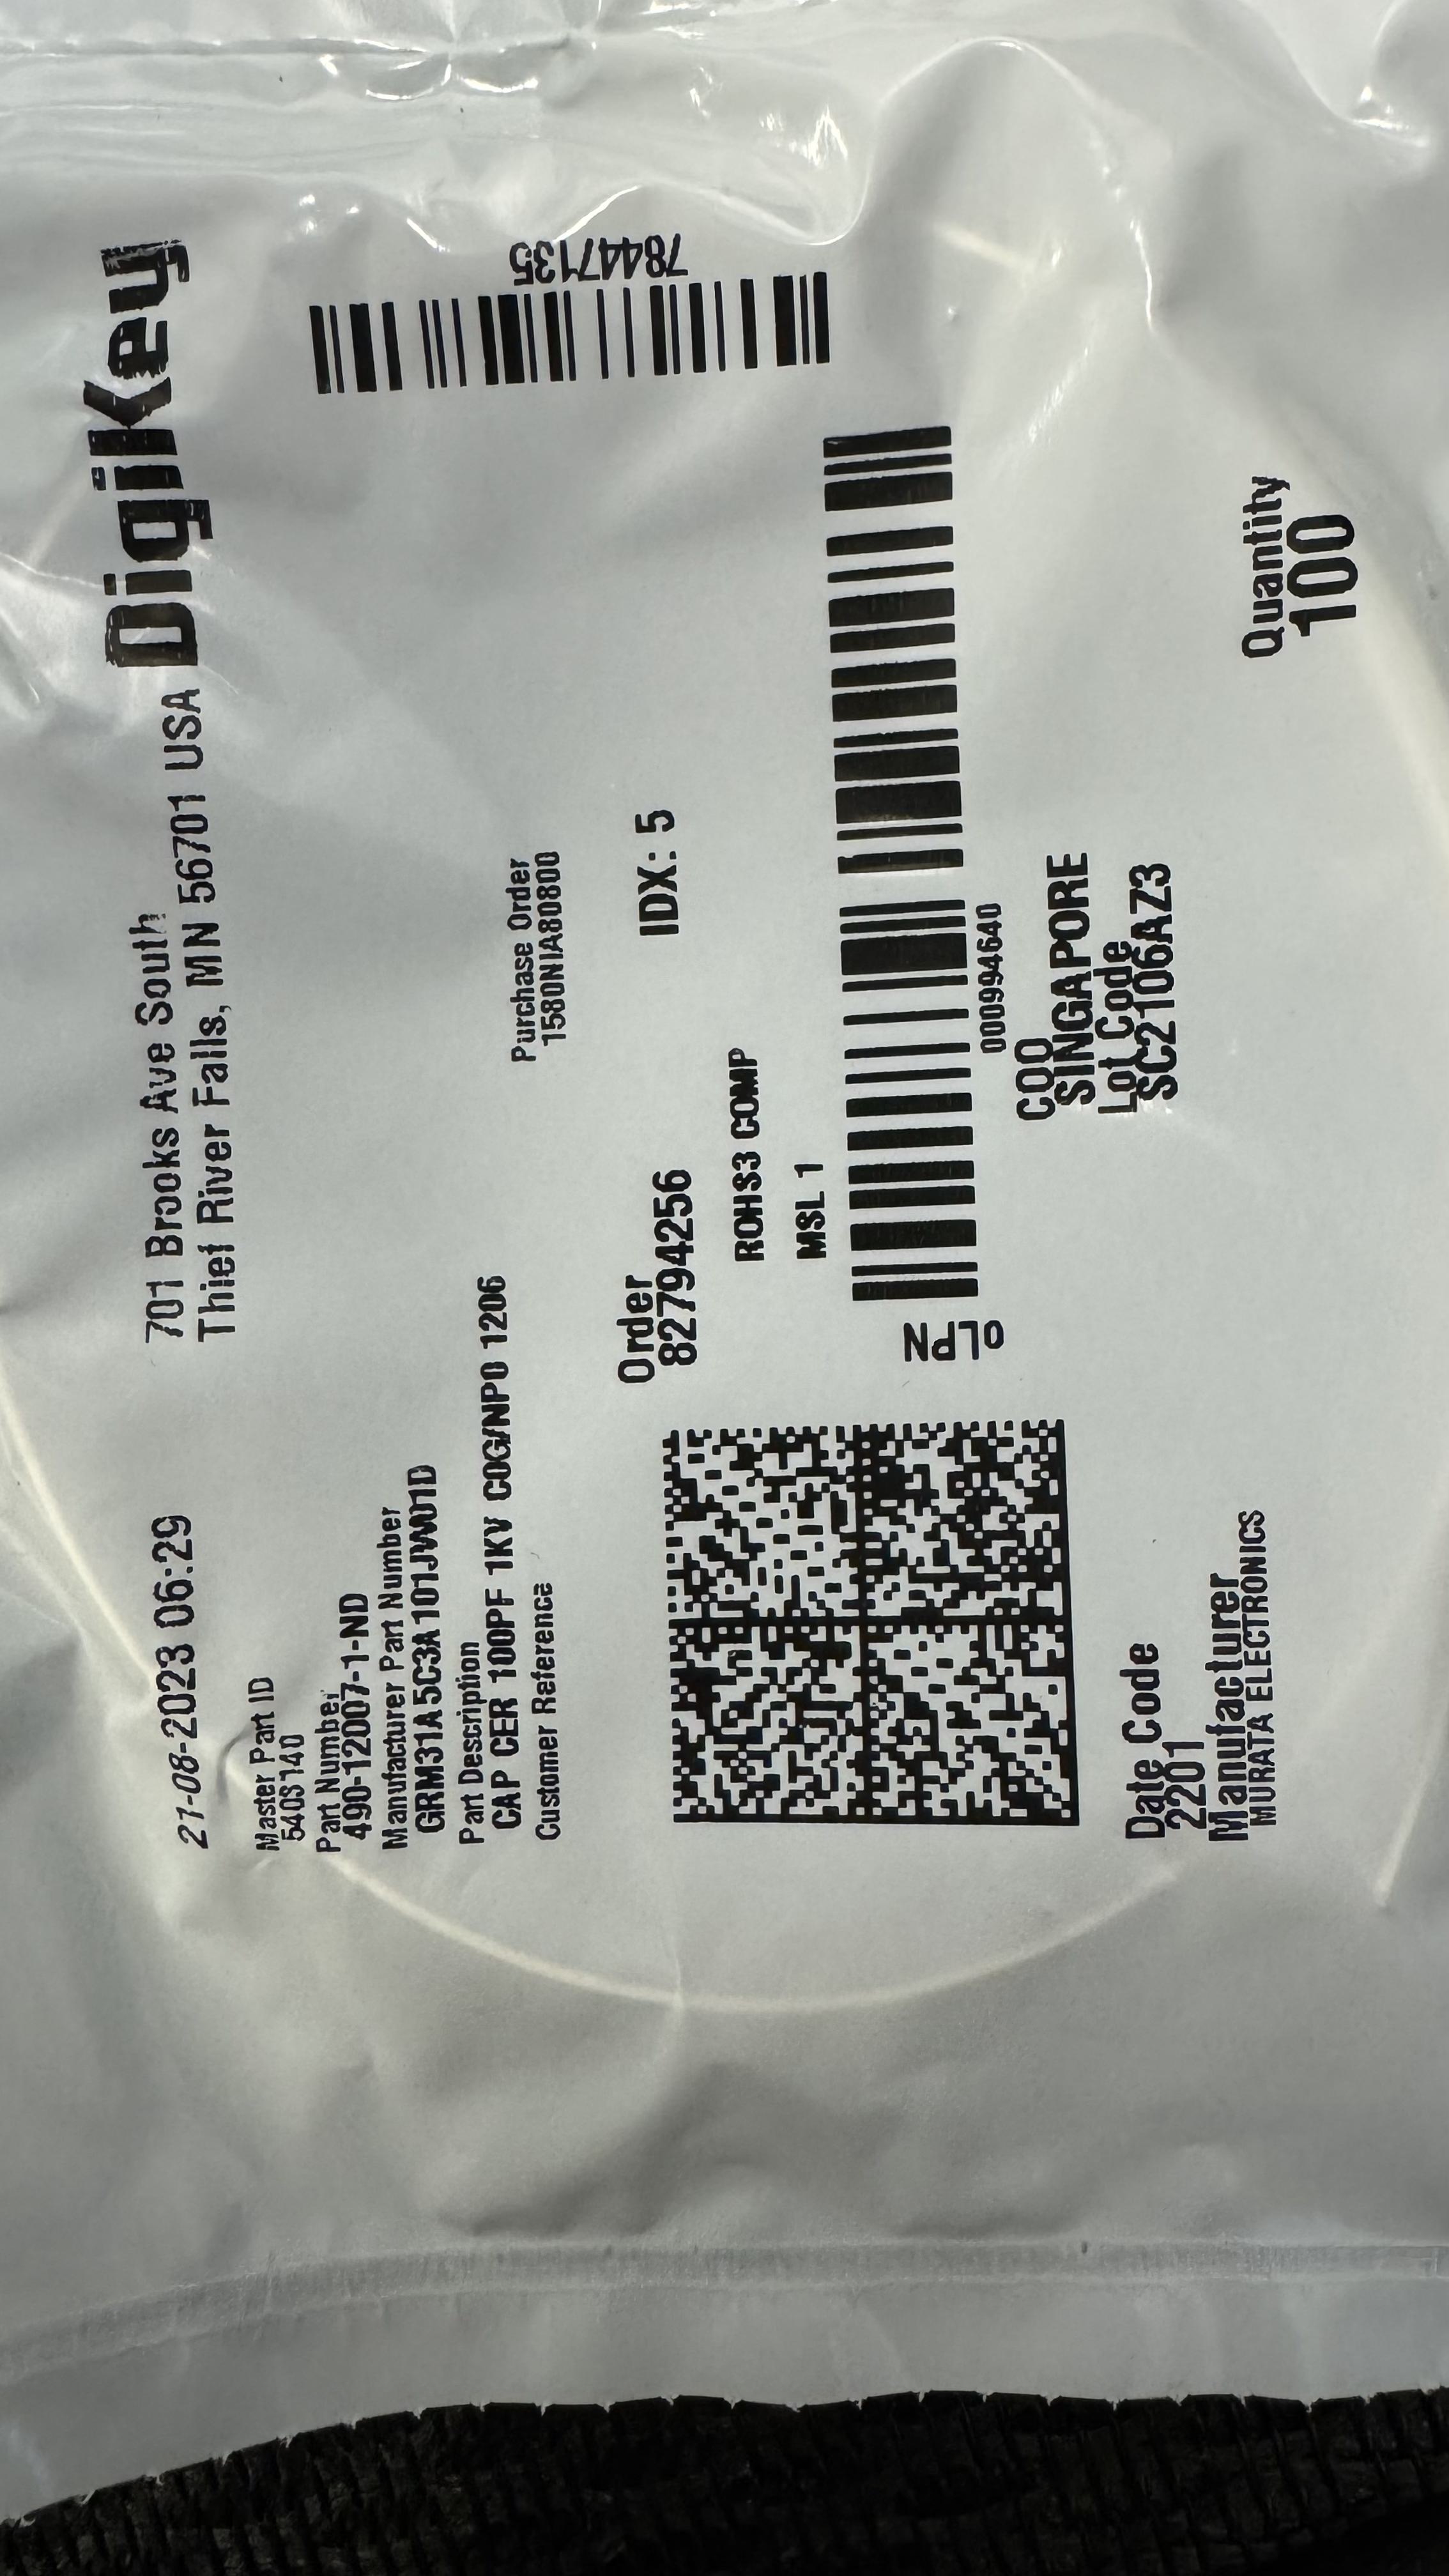 DigiKey
701 Brooks Ave South
Thief River Falls, MN 56701 USA
21-08-2023 06:29
78447135
Master Part ID
540S140
Part Number
490-12007-1-ND
Manufacturer Part Number
GRM31A5C3A101JW01D
Part Description
CAP CER 100PF 1KV C0G/NP0 1206
Customer Reference
Purchase Order
1580NIA80800
Order
82794256
IDX: 5
ROHS3 COMP
MSL 1
OLPN
000994640
COO
SINGAPORE
Lot Code
SC2106AZ3
Date Code
2201
Manufacturer
MURATA ELECTRONICS
Quantity
100